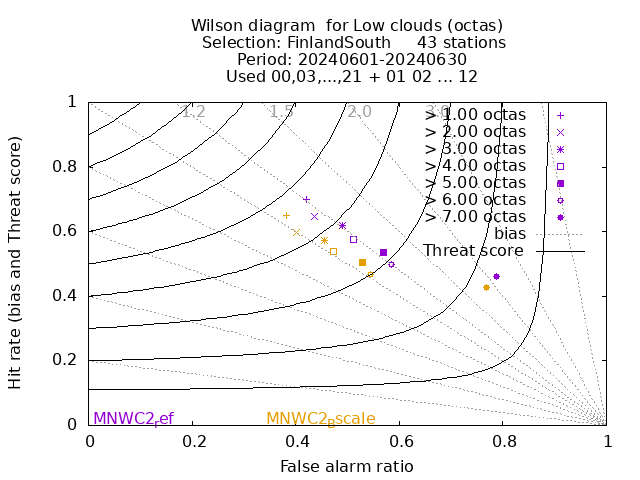 Wilson diagram for Low clouds (octas)
Selection: FinlandSouth 43 stations
Period: 20240601-20240630
Used 00,03,...,21 + 01 02 ... 12
Hit rate (bias and Threat score)
1
0.8
0.6
0.4
0.2
0
1.2
1.5
2.0
3.0
> 1.00 octas
> 2.00 octas
> 3.00 octas
> 4.00 octas
> 5.00 octas
> 6.00 octas
> 7.00 octas
bias
Threat score
MNWC2ref MNWC2Bscale
0 0.2 0.4 0.6 0.8 1
False alarm ratio